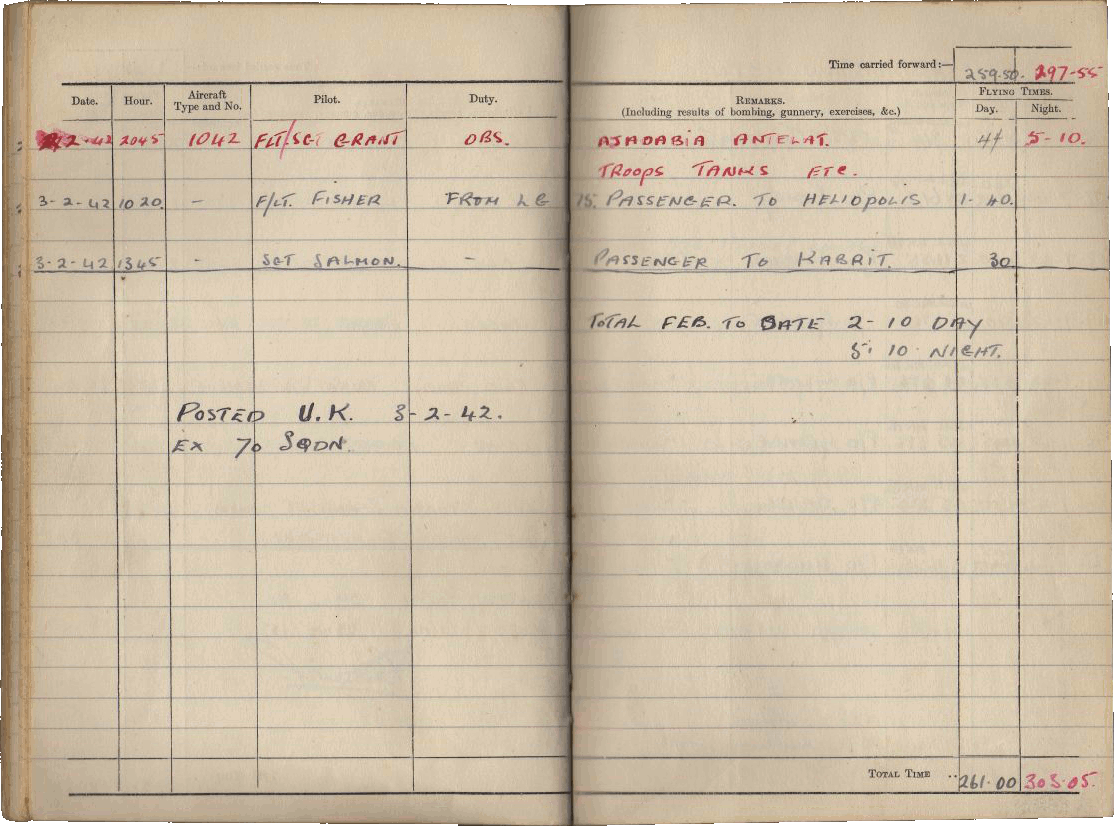 Time carried forward:— 259.50. 297-55
Date. Hour. Aircraft Type and No. Pilot. Duty. REMARKS. (Including results of bombing, gunnery, exercises, &c.) FLYING TIMES. Day. Night.
2-42 2045 1042 FLT/SGT GRANT OBS. AJADABIA ANTELAT. 5-10.
TROOPS TANKS ETC.
3-2-42 1020. - F/LT. FISHER FROM LG 75. PASSENGER. TO HELIOPOLIS 1-40.
3-2-42 1345 - SGT SALMON. - PASSENGER TO KABRIT. 30
TOTAL FEB. TO DATE 2-10 DAY
5. 10. NIGHT.
POSTED U.K. 3-2-42.
EX 70 SQDN.
TOTAL TIME .. 261.00 303.05.